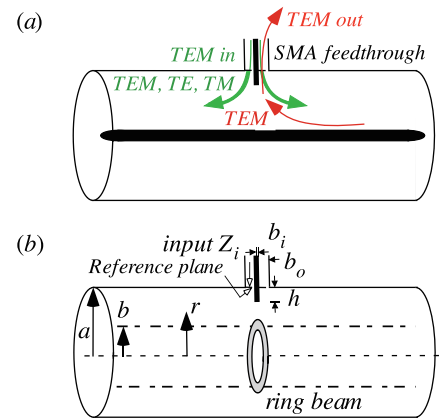 (a)
TEM out
TEM in
SMA feedthrough
TEM, TE, TM
TEM
(b)
input Z_i
b_i
Reference plane
b_o
h
a
b
r
ring beam